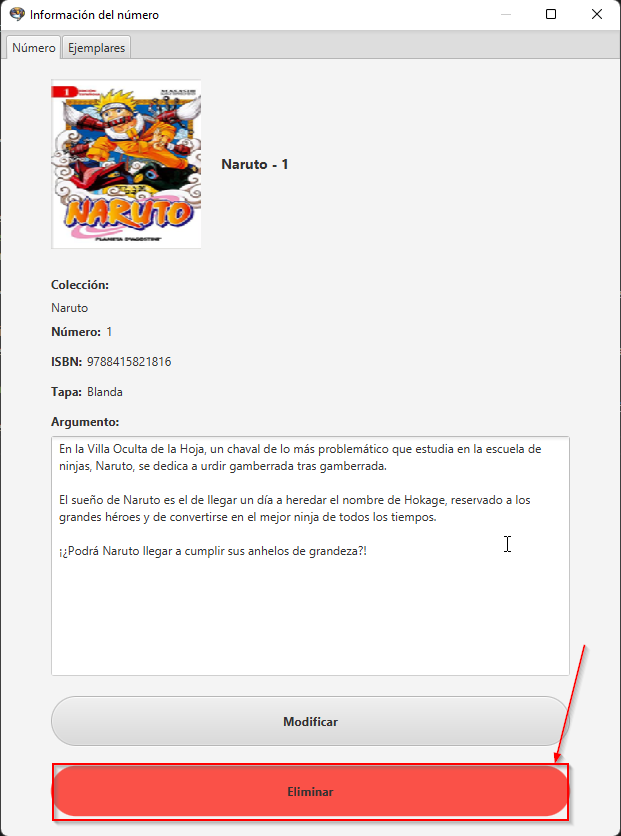 Información del número
Número
Ejemplares
1
NARUTO
PLANETA DEAGOSTINI
Naruto - 1
Colección:
Naruto
Número: 1
ISBN: 9788415821816
Tapa: Blanda
Argumento:
En la Villa Oculta de la Hoja, un chaval de lo más problemático que estudia en la escuela de
ninjas, Naruto, se dedica a urdir gamberrada tras gamberrada.
El sueño de Naruto es el de llegar un día a heredar el nombre de Hokage, reservado a los
grandes héroes y de convertirse en el mejor ninja de todos los tiempos.
¡¿Podrá Naruto llegar a cumplir sus anhelos de grandeza?!
Modificar
Eliminar